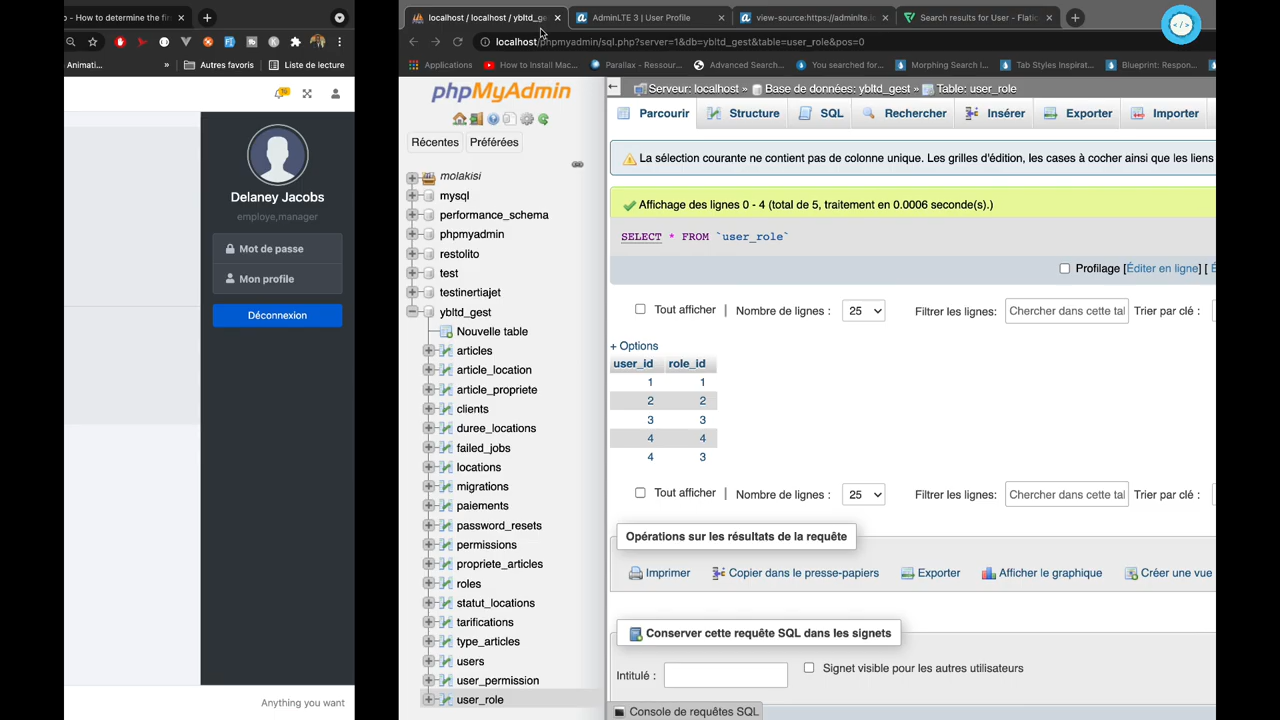 o - How to determine the fir
Animati...
»
Autres favoris
Liste de lecture
Delaney Jacobs
employe,manager
Mot de passe
Mon profile
Déconnexion
Anything you want
localhost / localhost / ybltd_ge
AdminLTE 3 | User Profile
view-source:https://adminlte.i
Search results for User - Flatic
localhost/phpmyadmin/sql.php?server=1&db=ybltd_gest&table=user_role&pos=0
Applications
How to Install Mac...
Parallax - Ressour...
Advanced Search...
You searched for...
Morphing Search I...
Tab Styles Inspirat...
Blueprint: Respon...
phpMyAdmin
Récentes
Préférées
molakisi
mysql
performance_schema
phpmyadmin
restolito
test
testinertiajet
ybltd_gest
Nouvelle table
articles
article_location
article_propriete
clients
duree_locations
failed_jobs
locations
migrations
paiements
password_resets
permissions
propriete_articles
roles
statut_locations
tarifications
type_articles
users
user_permission
user_role
Serveur: localhost » Base de données: ybltd_gest » Table: user_role
Parcourir
Structure
SQL
Rechercher
Insérer
Exporter
Importer
La sélection courante ne contient pas de colonne unique. Les grilles d'édition, les cases à cocher ainsi que les liens
Affichage des lignes 0 - 4 (total de 5, traitement en 0.0006 seconde(s).)
SELECT * FROM `user_role`
Profilage [Éditer en ligne] [ É
Tout afficher | Nombre de lignes : 25 Filtrer les lignes: Chercher dans cette tal Trier par clé :
+ Options
user_id role_id
1 1
2 2
3 3
4 4
4 3
Tout afficher | Nombre de lignes : 25 Filtrer les lignes: Chercher dans cette tal Trier par clé :
Opérations sur les résultats de la requête
Imprimer
Copier dans le presse-papiers
Exporter
Afficher le graphique
Créer une vue
Conserver cette requête SQL dans les signets
Intitulé :
Signet visible pour les autres utilisateurs
Console de requêtes SQL